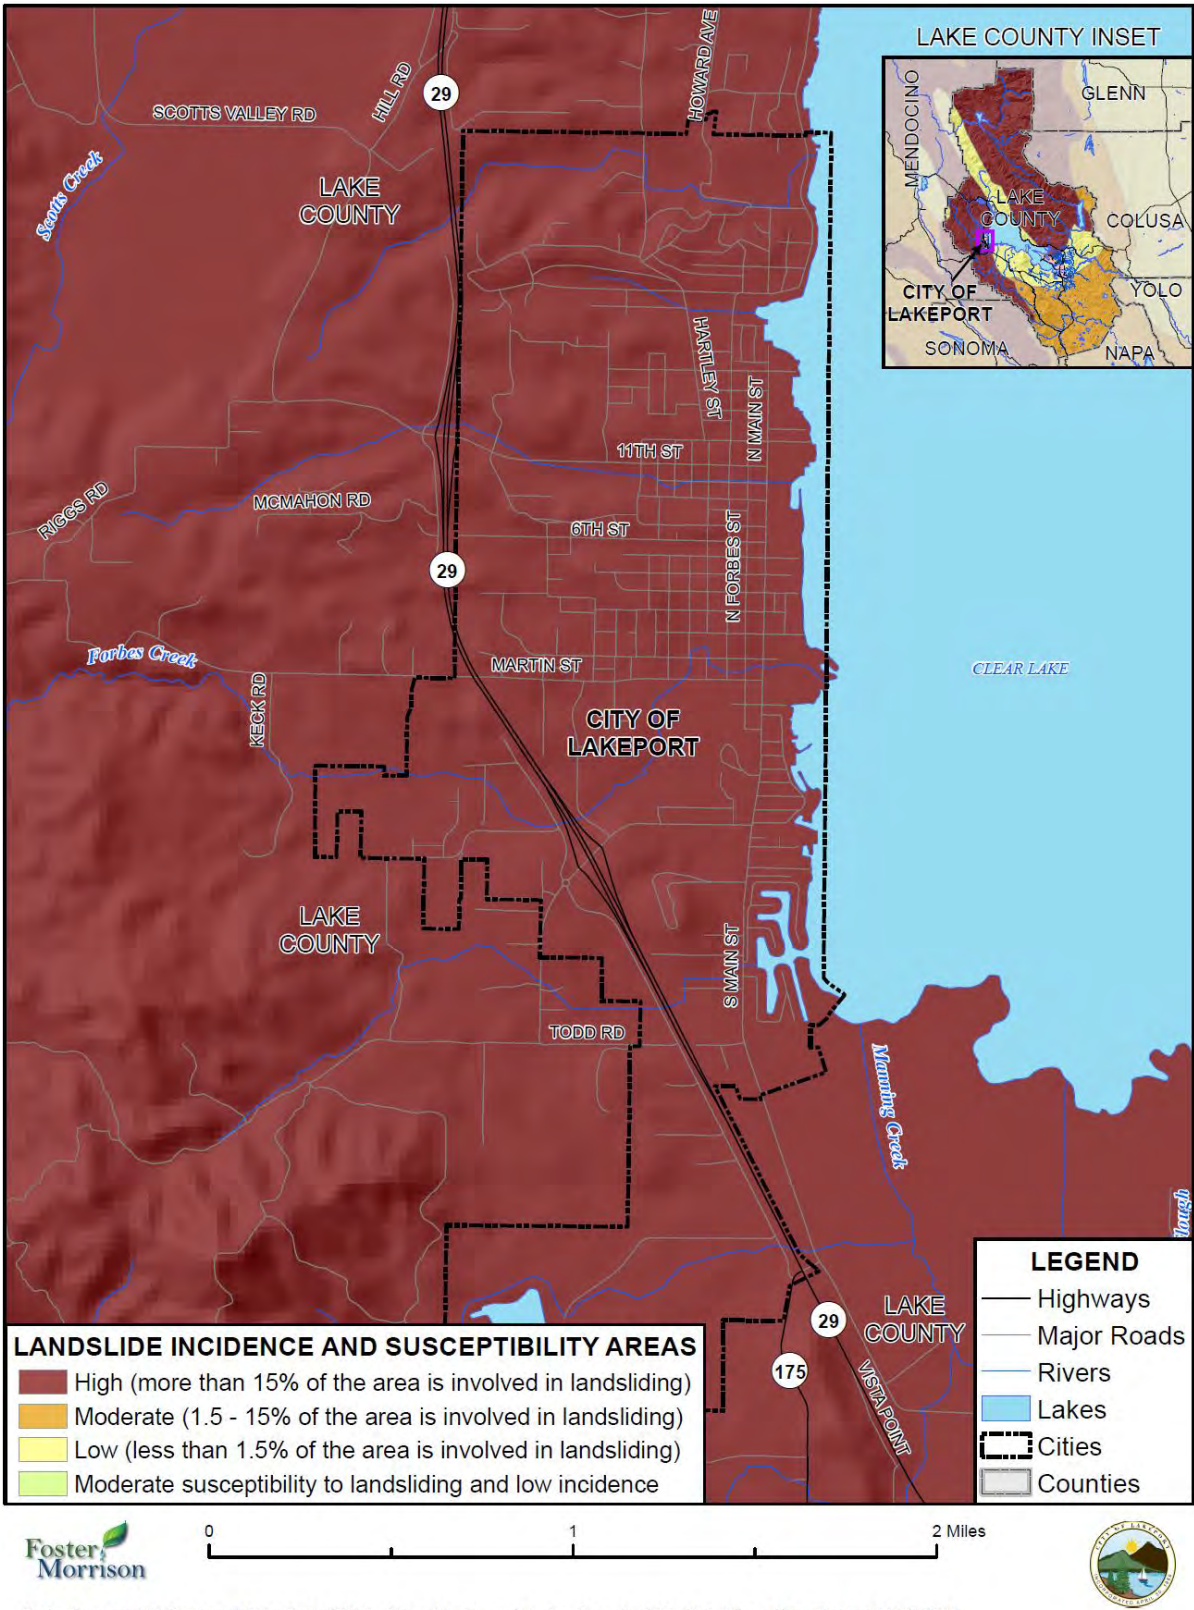 LAKE COUNTY INSET
GLENN
MENDOCINO
LAKE
COUNTY
COLUSA
CITY OF
LAKEPORT
YOLO
SONOMA
NAPA
HOWARD AVE
HILL RD
29
SCOTTS VALLEY RD
Scotts Creek
LAKE
COUNTY
HARTLEY ST
N MAIN ST
11TH ST
RIGGS RD
MCMAHON RD
6TH ST
N FORBES ST
29
Forbes Creek
MARTIN ST
KECK RD
CLEAR LAKE
CITY OF
LAKEPORT
LAKE
COUNTY
S MAIN ST
TODD RD
Manning Creek
29
175
LAKE
COUNTY
VISTA POINT
LEGEND
Highways
Major Roads
Rivers
Lakes
Cities
Counties
LANDSLIDE INCIDENCE AND SUSCEPTIBILITY AREAS
High (more than 15% of the area is involved in landsliding)
Moderate (1.5 - 15% of the area is involved in landsliding)
Low (less than 1.5% of the area is involved in landsliding)
Moderate susceptibility to landsliding and low incidence
Foster
Morrison
0 1 2 Miles
CITY OF LAKEPORT